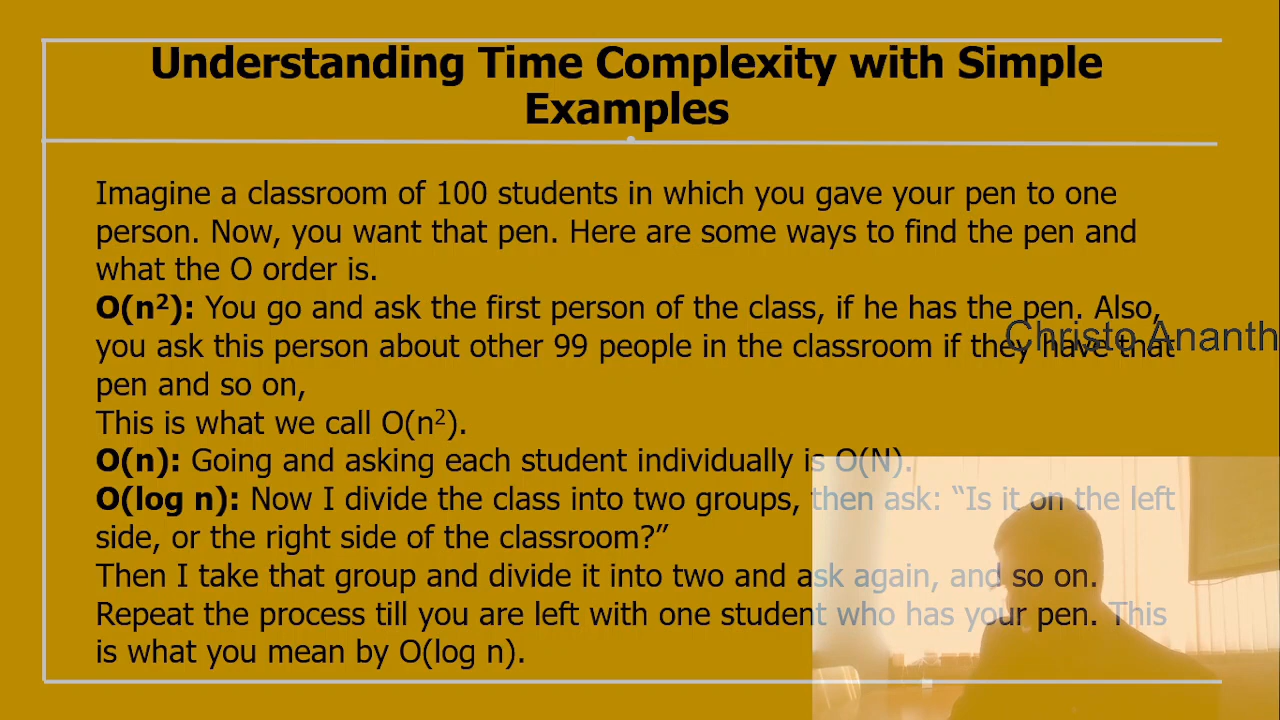 Understanding Time Complexity with Simple
Examples
Imagine a classroom of 100 students in which you gave your pen to one
person. Now, you want that pen. Here are some ways to find the pen and
what the O order is.
O(n²): You go and ask the first person of the class, if he has the pen. Also,
you ask this person about other 99 people in the classroom if they have that
pen and so on,
Christo Ananth
This is what we call O(n²).
O(n): Going and asking each student individually is O(N).
O(log n): Now I divide the class into two groups, then ask: “Is it on the left
side, or the right side of the classroom?”
Then I take that group and divide it into two and ask again, and so on.
Repeat the process till you are left with one student who has your pen. This
is what you mean by O(log n).